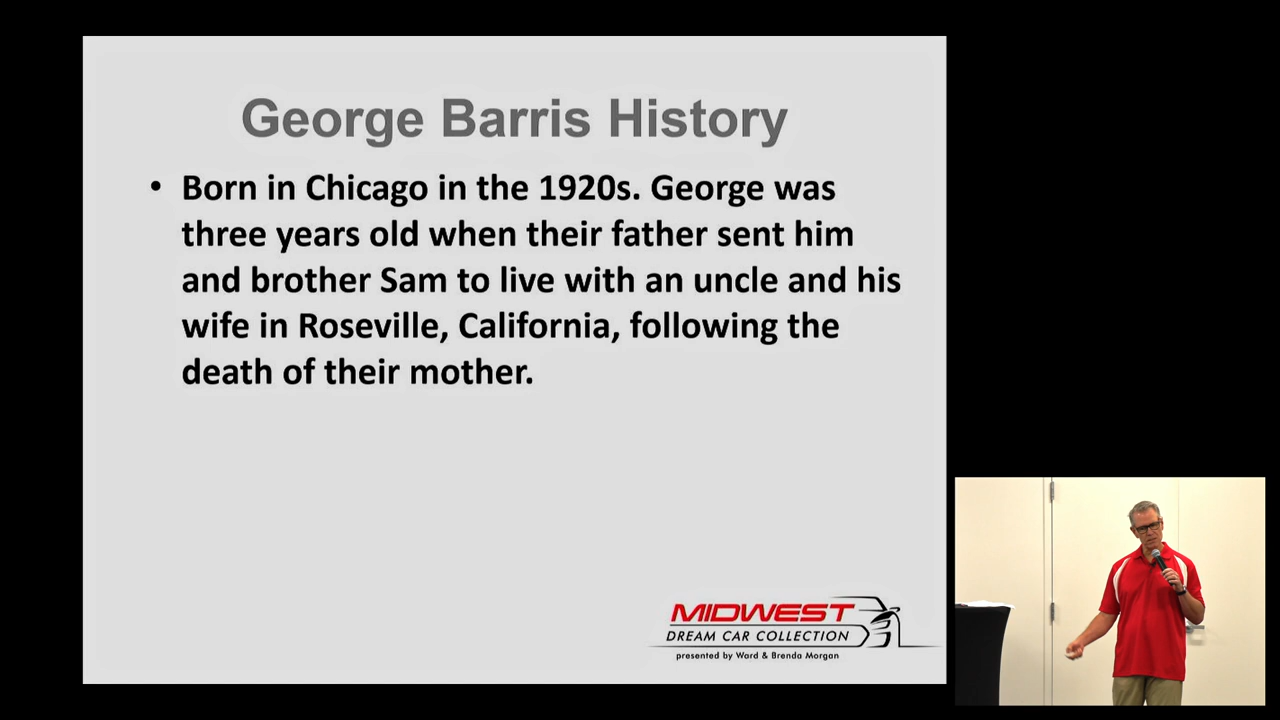 George Barris History
• Born in Chicago in the 1920s. George was
three years old when their father sent him
and brother Sam to live with an uncle and his
wife in Roseville, California, following the
death of their mother.
MIDWEST
DREAM CAR COLLECTION
presented by Ward & Brenda Morgan